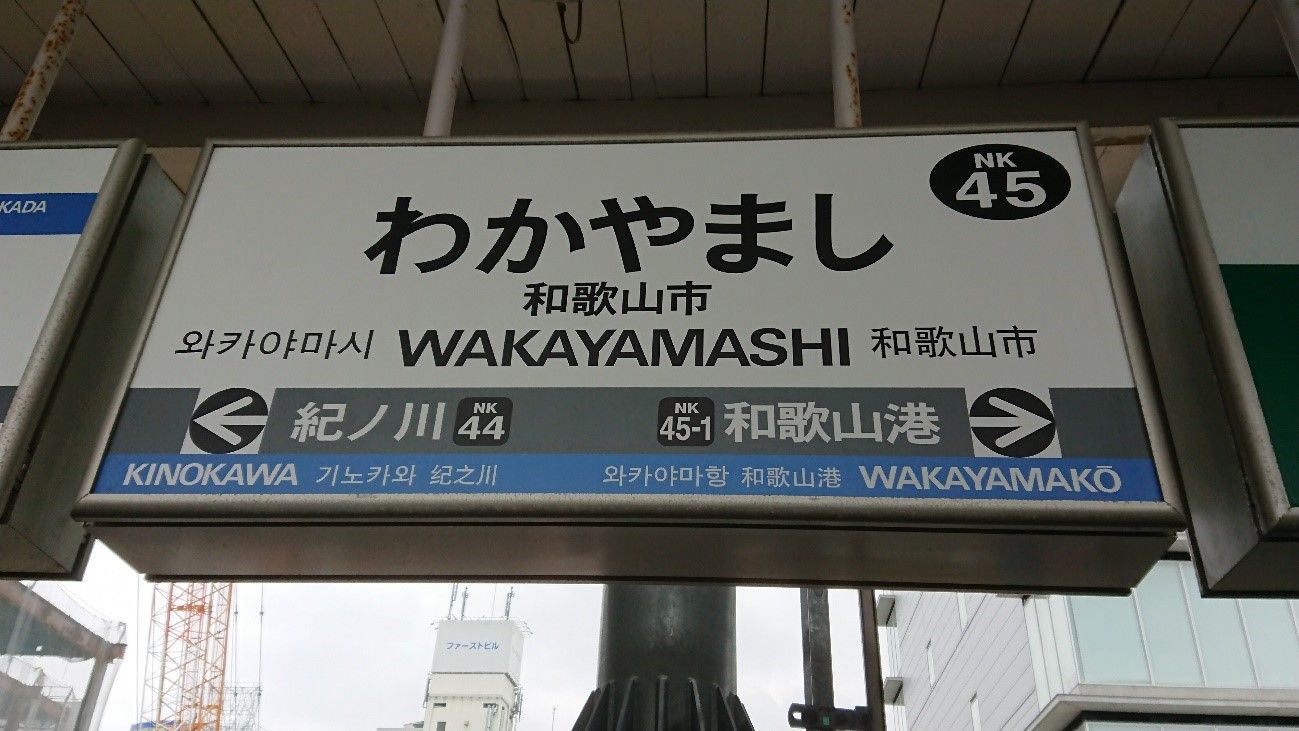 KADA
NK
45
わかやまし
和歌山市
와카야마시 WAKAYAMASHI 和歌山市
紀ノ川 NK 44 NK 45-1 和歌山港
KINOKAWA 기노카와 纪之川 와카야마항 和歌山港 WAKAYAMAKŌ
ファーストビル